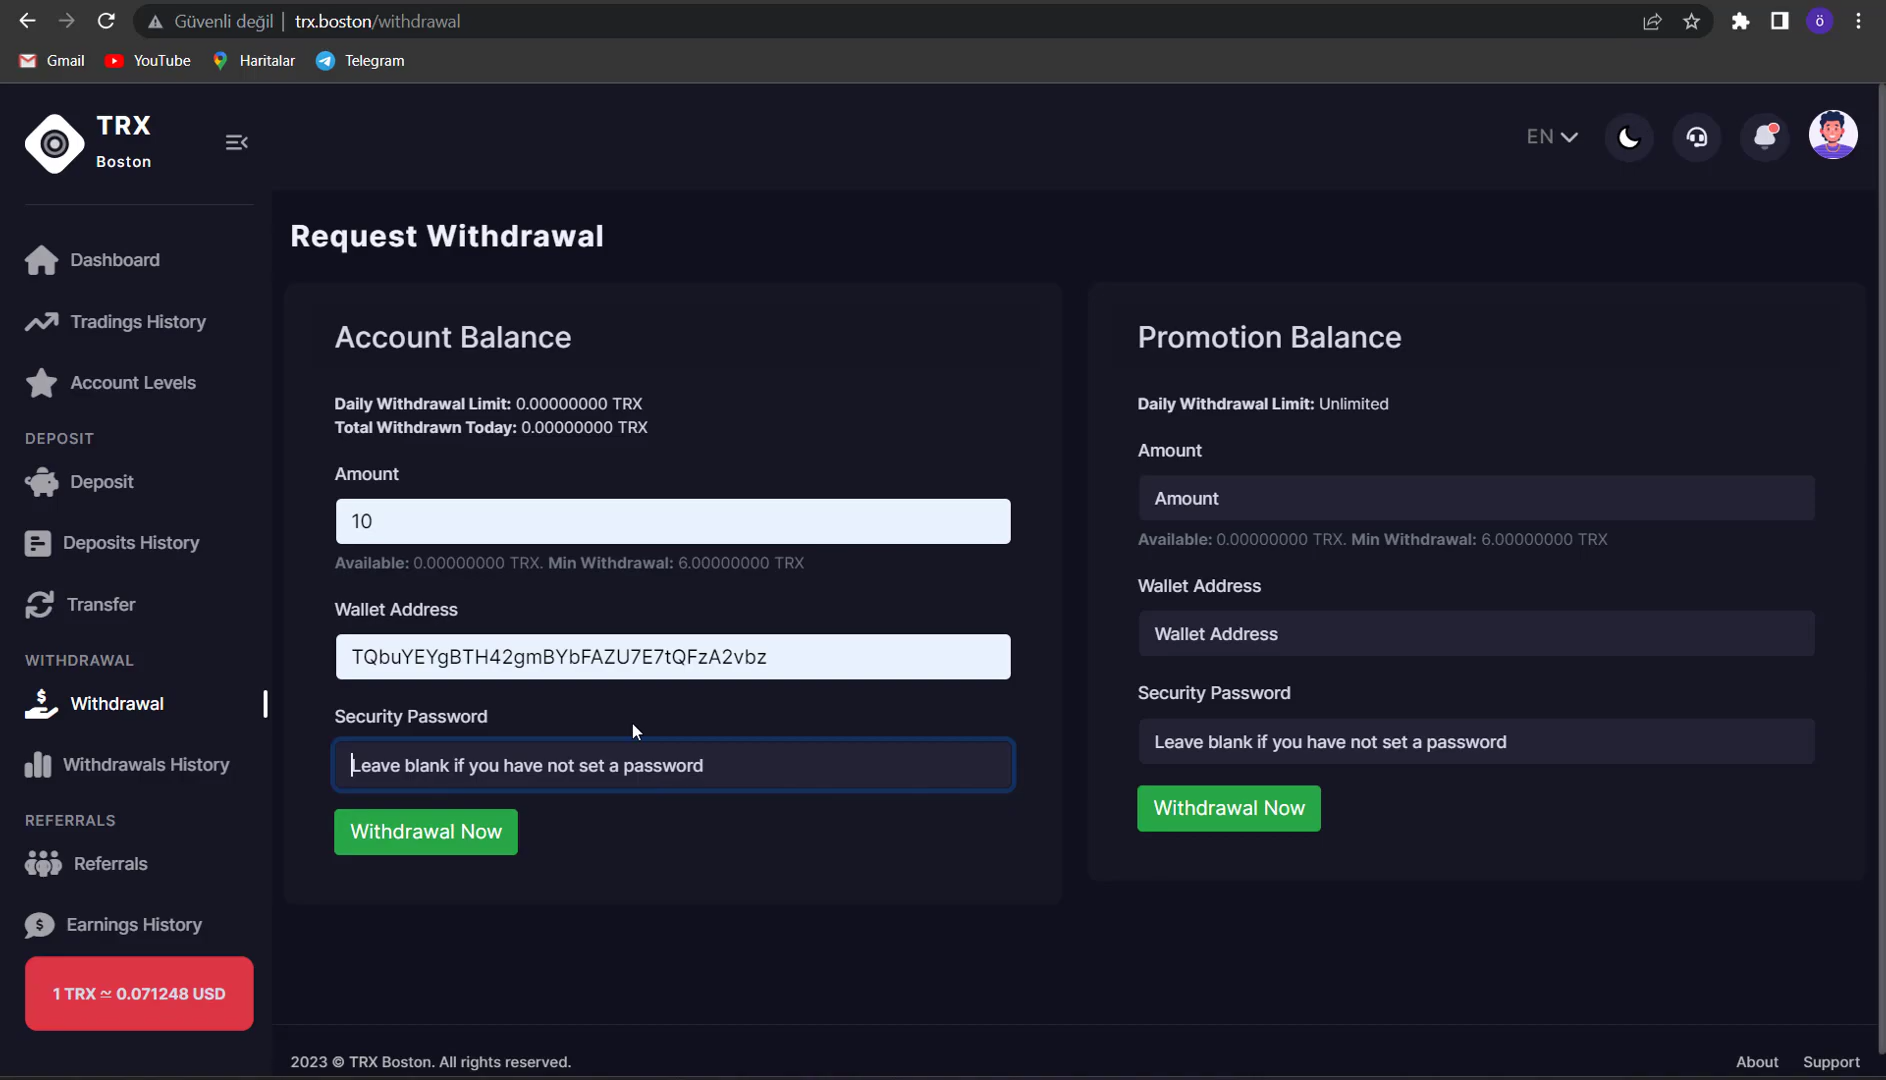 Güvenli değil | trx.boston/withdrawal
ö
Gmail YouTube Haritalar Telegram
TRX
Boston
EN
Dashboard
Tradings History
Account Levels
DEPOSIT
Deposit
Deposits History
Transfer
WITHDRAWAL
Withdrawal
Withdrawals History
REFERRALS
Referrals
Earnings History
1 TRX ≃ 0.071248 USD
Request Withdrawal
Account Balance
Daily Withdrawal Limit: 0.00000000 TRX
Total Withdrawn Today: 0.00000000 TRX
Amount
10
Available: 0.00000000 TRX. Min Withdrawal: 6.00000000 TRX
Wallet Address
TQbuYEYgBTH42gmBYbFAZU7E7tQFzA2vbz
Security Password
Leave blank if you have not set a password
Withdrawal Now
Promotion Balance
Daily Withdrawal Limit: Unlimited
Amount
Amount
Available: 0.00000000 TRX. Min Withdrawal: 6.00000000 TRX
Wallet Address
Wallet Address
Security Password
Leave blank if you have not set a password
Withdrawal Now
2023 © TRX Boston. All rights reserved.
About Support